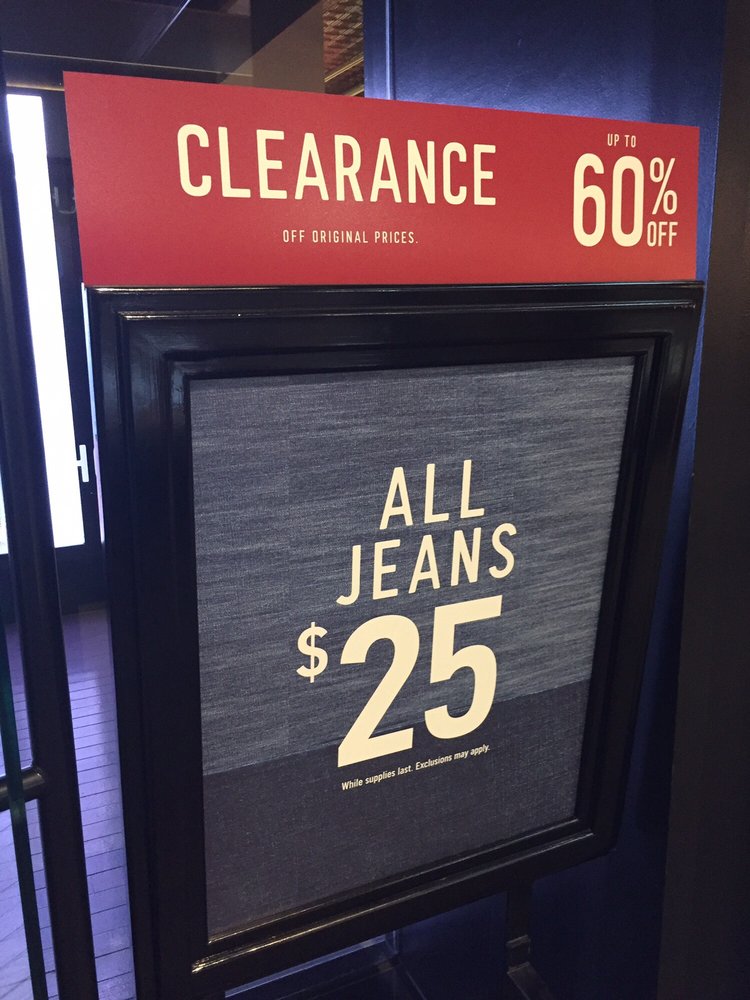 CLEARANCE
OFF ORIGINAL PRICES.
UP TO
60% OFF
ALL
JEANS
$25
While supplies last. Exclusions may apply.
H